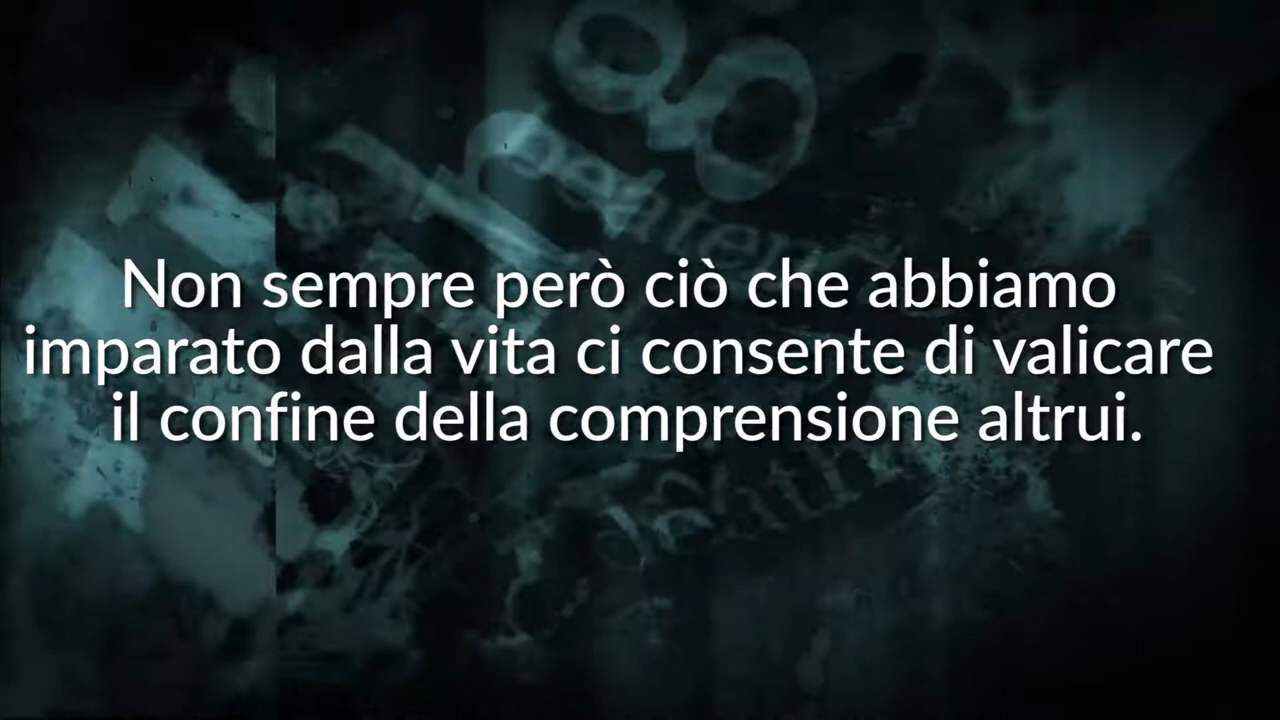 Non sempre però ciò che abbiamo
imparato dalla vita ci consente di valicare
il confine della comprensione altrui.